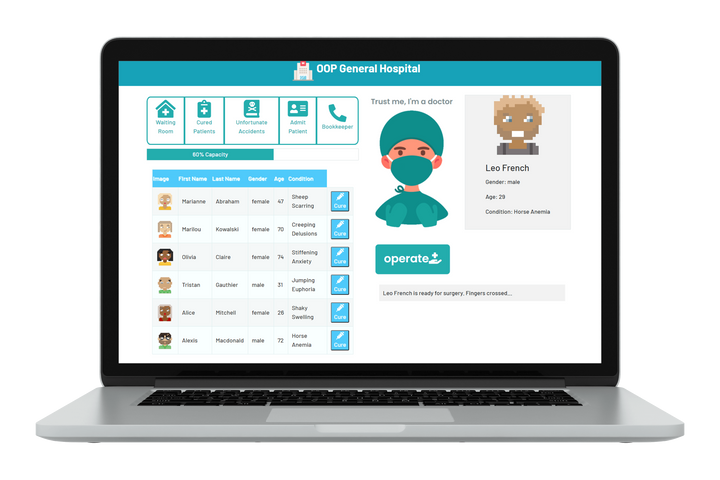 OOP General Hospital
Waiting
Room
Cured
Patients
Unfortunate
Accidents
Admit
Patient
Bookkeeper
60% Capacity
Image First Name Last Name Gender Age Condition
Marianne Abraham female 47 Sheep
Scarring
Cure
Marilou Kowalski female 70 Creeping
Delusions
Cure
Olivia Claire female 74 Stiffening
Anxiety
Cure
Tristan Gauthier male 31 Jumping
Euphoria
Cure
Alice Mitchell female 26 Shaky
Swelling
Cure
Alexis Macdonald male 72 Horse
Anemia
Cure
Trust me, I'm a doctor
operate
Leo French
Gender: male
Age: 29
Condition: Horse Anemia
Leo French is ready for surgery, Fingers crossed...